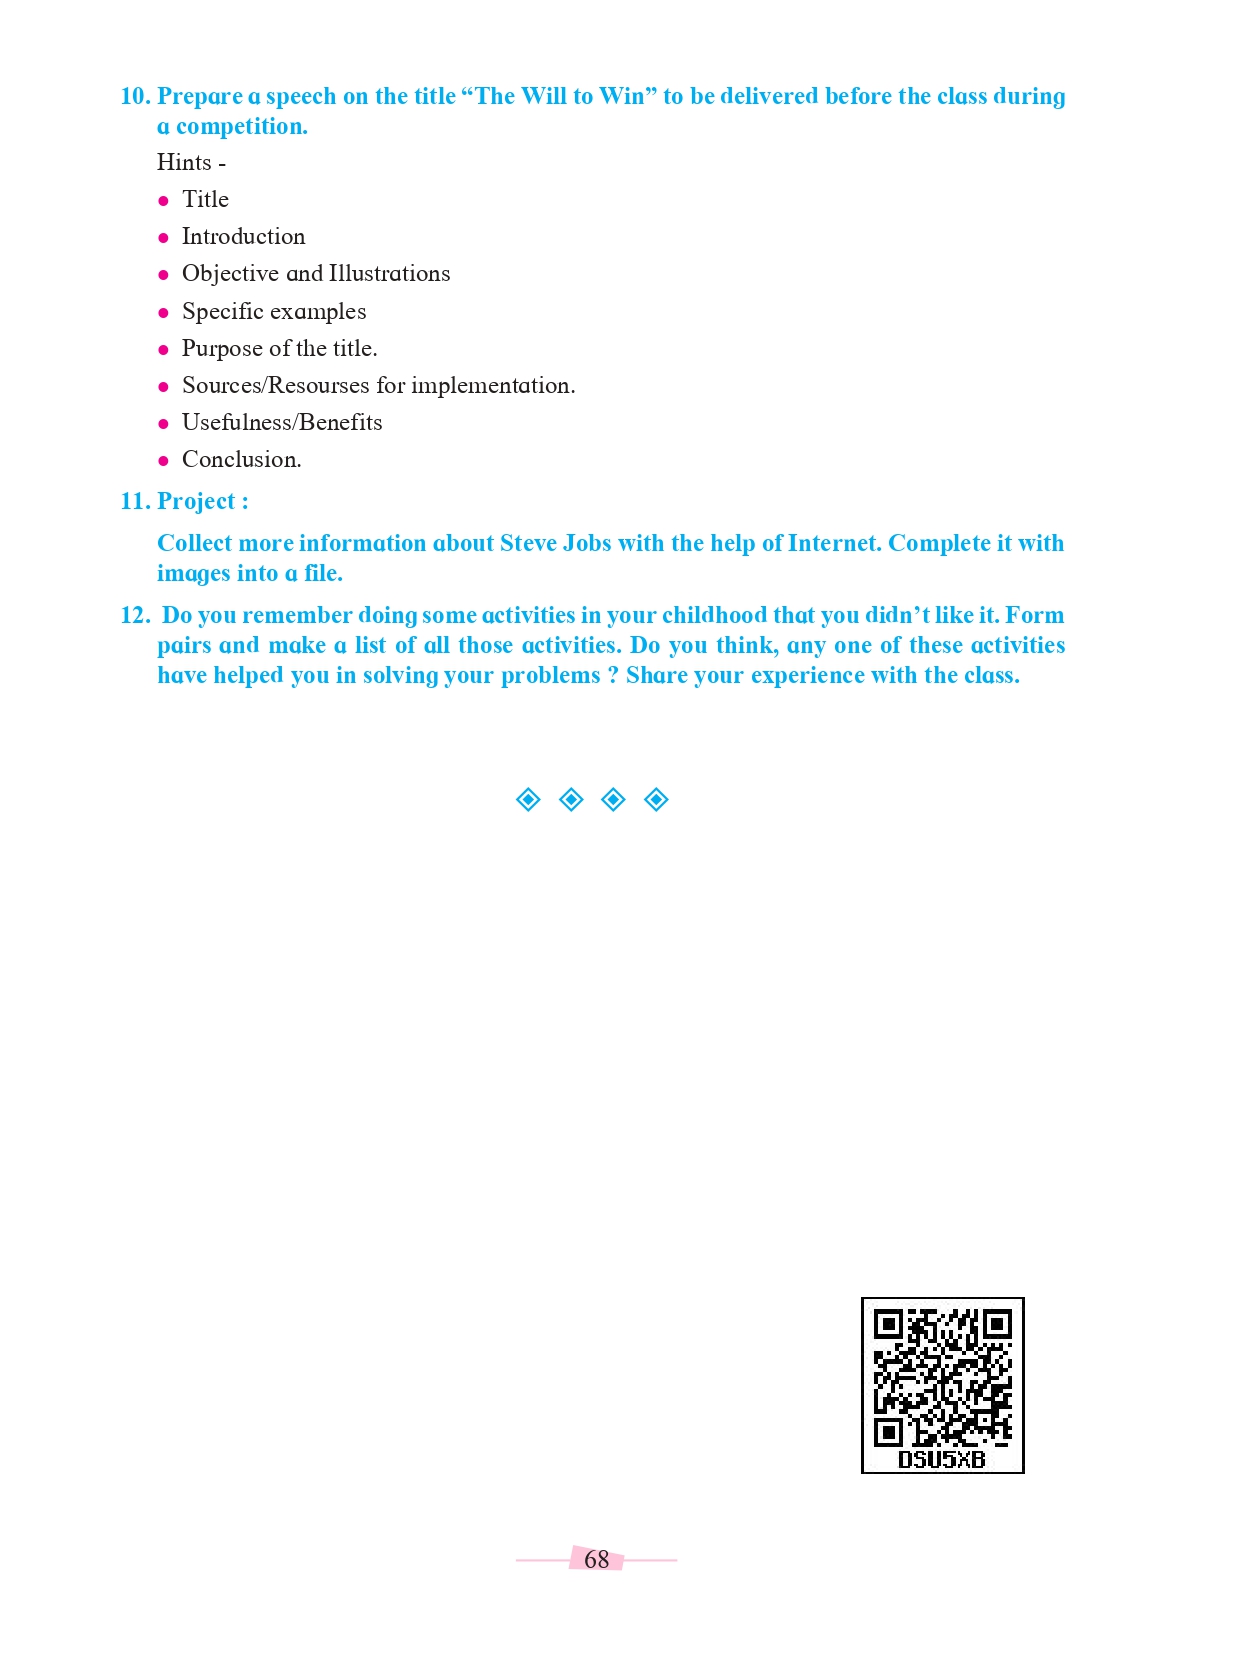 10. Prepare a speech on the title “The Will to Win” to be delivered before the class during
a competition.
Hints -
● Title
● Introduction
● Objective and Illustrations
● Specific examples
● Purpose of the title.
● Sources/Resourses for implementation.
● Usefulness/Benefits
● Conclusion.
11. Project :
Collect more information about Steve Jobs with the help of Internet. Complete it with
images into a file.
12. Do you remember doing some activities in your childhood that you didn’t like it. Form
pairs and make a list of all those activities. Do you think, any one of these activities
have helped you in solving your problems ? Share your experience with the class.
DSU5XB
68